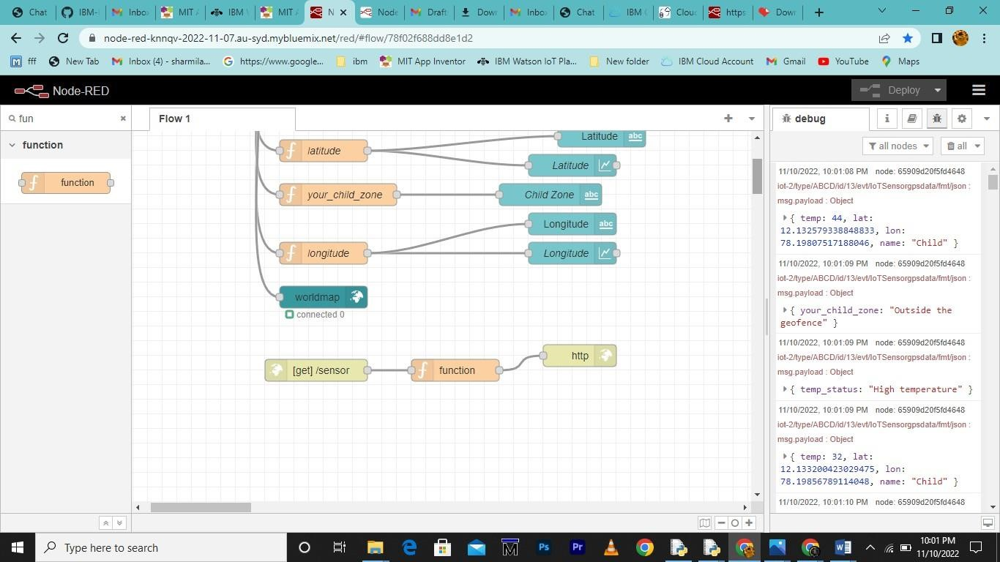 Chat
IBM-
Inbo
MIT A
IBM W
MIT A
N
Node
Draft
Dowr
Inbo
Chat
IBM C
Clouc
https
Dowr
node-red-knnqv-2022-11-07.au-syd.mybluemix.net/red/#flow/78f02f688dd8e1d2
fff
New Tab
Inbox (4) - sharmila...
https://www.google...
ibm
MIT App Inventor
IBM Watson IoT Pla...
New folder
IBM Cloud Account
Gmail
YouTube
Maps
Node-RED
Deploy
fun
Flow 1
debug
function
all nodes
all
function
Latitude
abc
latitude
Latitude
your_child_zone
Child Zone
abc
Longitude
abc
longitude
Longitude
worldmap
connected 0
[get] /sensor
function
http
11/10/2022, 10:01:08 PM node: 65909d20f5fd4648
iot-2/type/ABCD/id/13/evt/IoTSensorgpsdata/fmt/json :
msg.payload : Object
{ temp: 44, lat:
12.132579338848833, lon:
78.19807517188046, name: "Child" }
11/10/2022, 10:01:09 PM node: 65909d20f5fd4648
iot-2/type/ABCD/id/13/evt/IoTSensorgpsdata/fmt/json :
msg.payload : Object
{ your_child_zone: "Outside the
geofence" }
11/10/2022, 10:01:09 PM node: 65909d20f5fd4648
iot-2/type/ABCD/id/13/evt/IoTSensorgpsdata/fmt/json :
msg.payload : Object
{ temp_status: "High temperature" }
11/10/2022, 10:01:09 PM node: 65909d20f5fd4648
iot-2/type/ABCD/id/13/evt/IoTSensorgpsdata/fmt/json :
msg.payload : Object
{ temp: 32, lat:
12.133200423029475, lon:
78.19856789114048, name: "Child" }
11/10/2022, 10:01:10 PM node: 65909d20f5fd4648
Type here to search
Ps
Pr
10:01 PM
11/10/2022